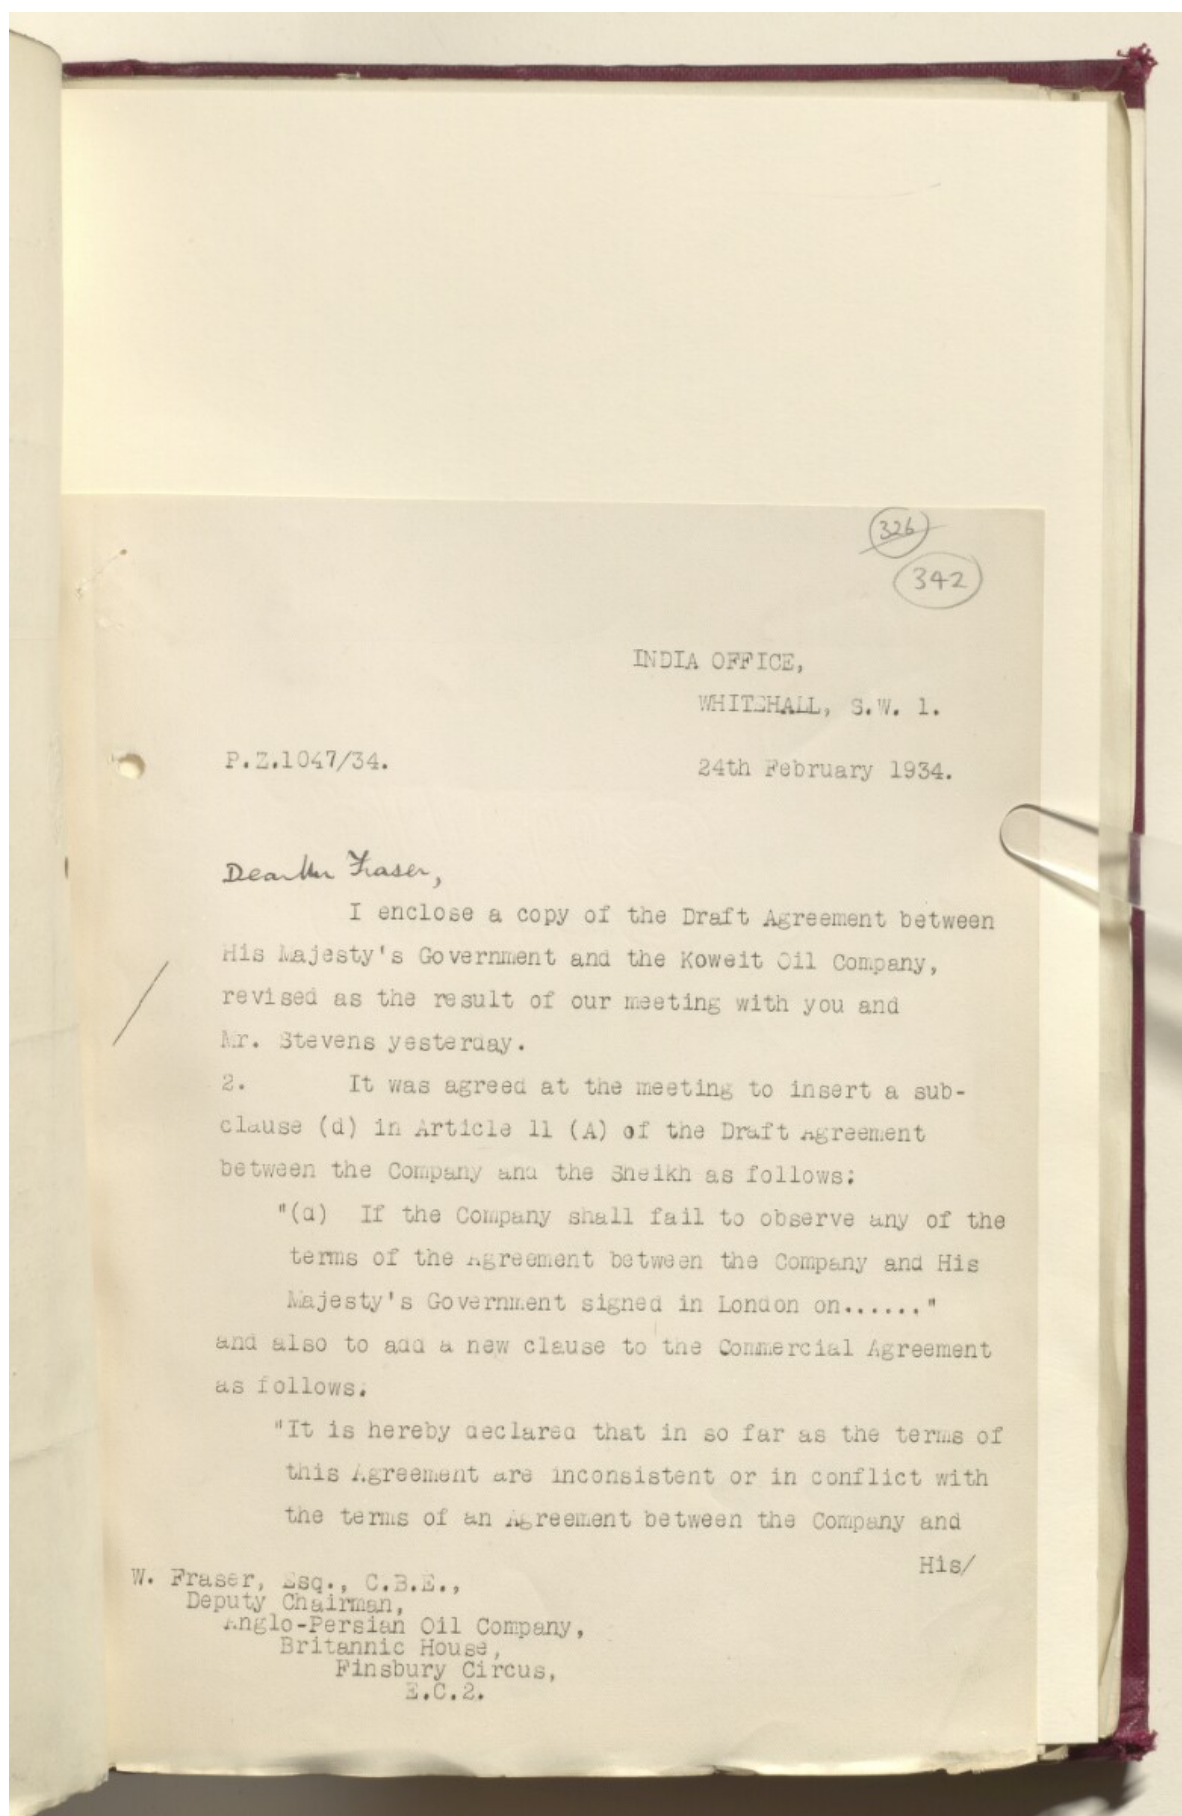 326
342
INDIA OFFICE,
WHITEHALL, S.W. 1.
P.Z.1047/34.
24th February 1934.
Dear Mr Fraser,
I enclose a copy of the Draft Agreement between
His Majesty's Government and the Koweit Oil Company,
revised as the result of our meeting with you and
Mr. Stevens yesterday.
2. It was agreed at the meeting to insert a sub-
clause (d) in Article 11 (A) of the Draft Agreement
between the Company and the Sheikh as follows:
"(d) If the Company shall fail to observe any of the
terms of the Agreement between the Company and His
Majesty's Government signed in London on......"
and also to add a new clause to the Commercial Agreement
as follows.
"It is hereby declared that in so far as the terms of
this Agreement are inconsistent or in conflict with
the terms of an Agreement between the Company and
His/
W. Fraser, Esq., C.B.E.,
Deputy Chairman,
Anglo-Persian Oil Company,
Britannic House,
Finsbury Circus,
E.C.2.